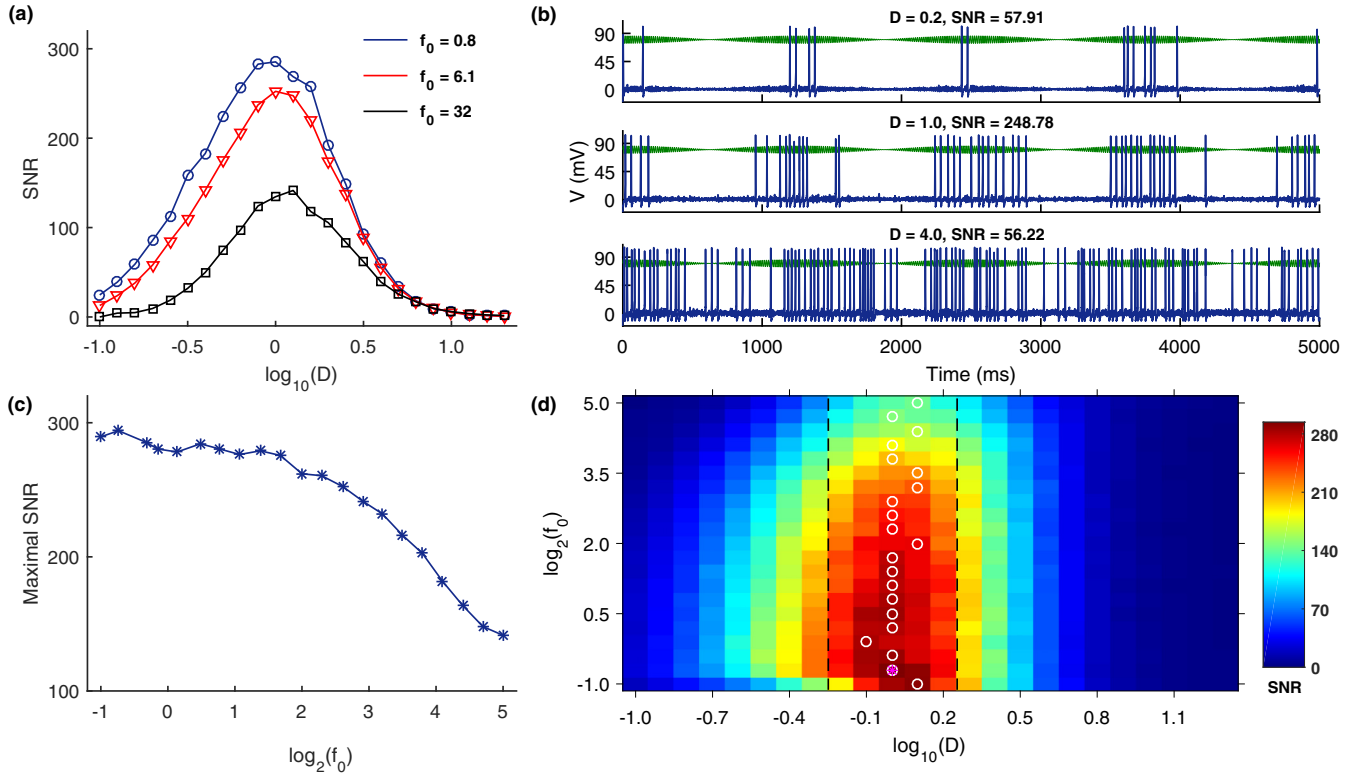 (a)
300
200
100
0
SNR
-1.0 -0.5 0 0.5 1.0
log10(D)
f0 = 0.8
f0 = 6.1
f0 = 32
(b)
D = 0.2, SNR = 57.91
90
45
0
D = 1.0, SNR = 248.78
90
45
0
V (mV)
D = 4.0, SNR = 56.22
90
45
0
0 1000 2000 3000 4000 5000
Time (ms)
(c)
300
200
100
Maximal SNR
-1 0 1 2 3 4 5
log2(f0)
(d)
5.0
3.5
2.0
0.5
-1.0
log2(f0)
-1.0 -0.7 -0.4 -0.1 0.2 0.5 0.8 1.1
log10(D)
280
210
140
70
0
SNR